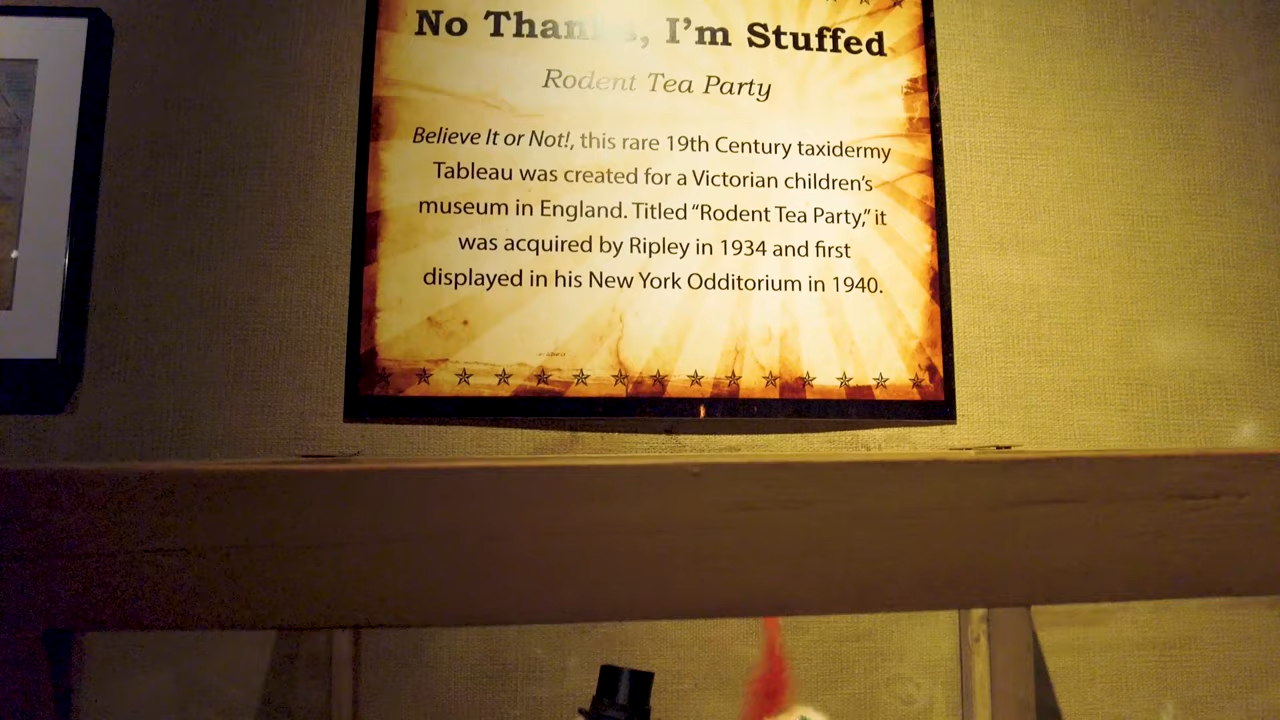 No Thanks, I'm Stuffed
Rodent Tea Party
Believe It or Not!, this rare 19th Century taxidermy
Tableau was created for a Victorian children's
museum in England. Titled "Rodent Tea Party," it
was acquired by Ripley in 1934 and first
displayed in his New York Odditorium in 1940.